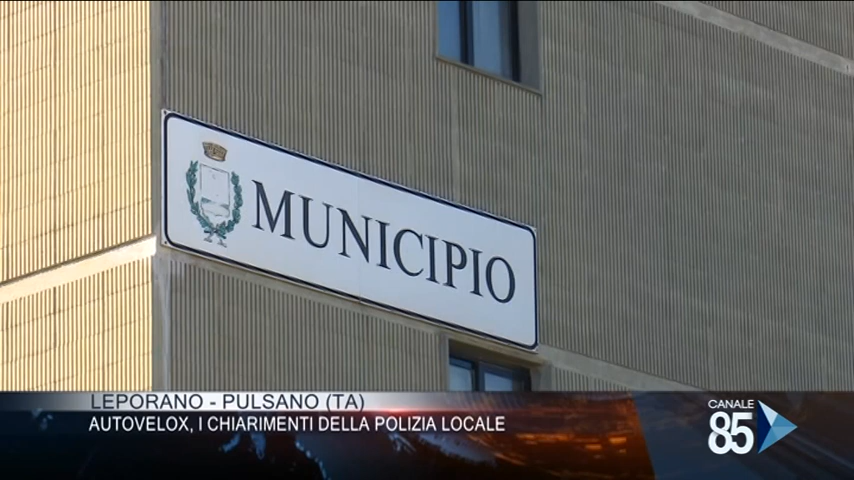 MUNICIPIO
LEPORANO - PULSANO (TA)
AUTOVELOX, I CHIARIMENTI DELLA POLIZIA LOCALE
CANALE
85